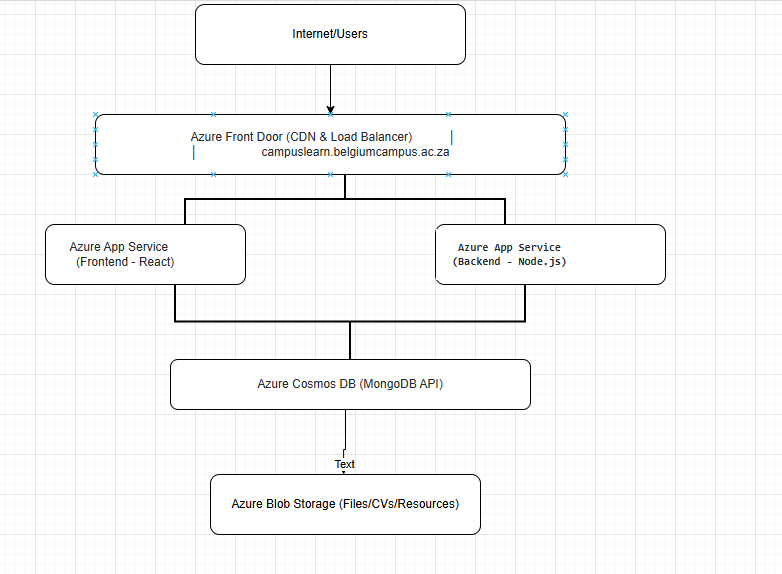 Internet/Users
Azure Front Door (CDN & Load Balancer) │
│ campuslearn.belgiumcampus.ac.za
Azure App Service
(Frontend - React)
Azure App Service
(Backend - Node.js)
Azure Cosmos DB (MongoDB API)
Text
Azure Blob Storage (Files/CVs/Resources)